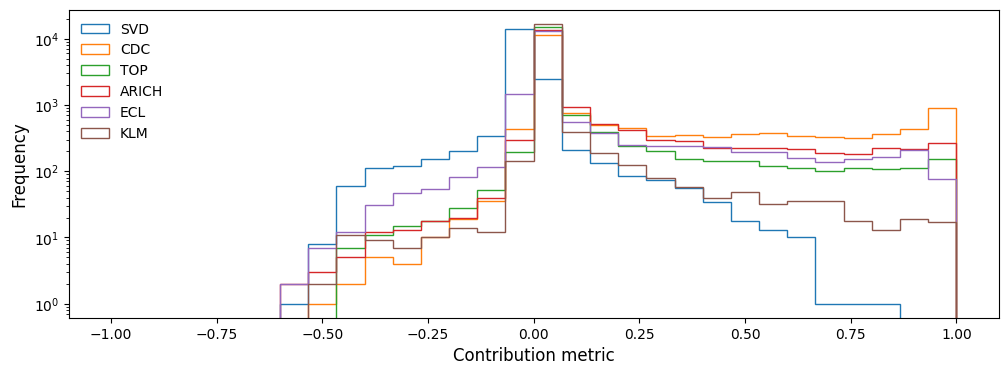 SVD
CDC
TOP
ARICH
ECL
KLM
Frequency
10⁴
10³
10²
10¹
10⁰
−1.00 −0.75 −0.50 −0.25 0.00 0.25 0.50 0.75 1.00
Contribution metric